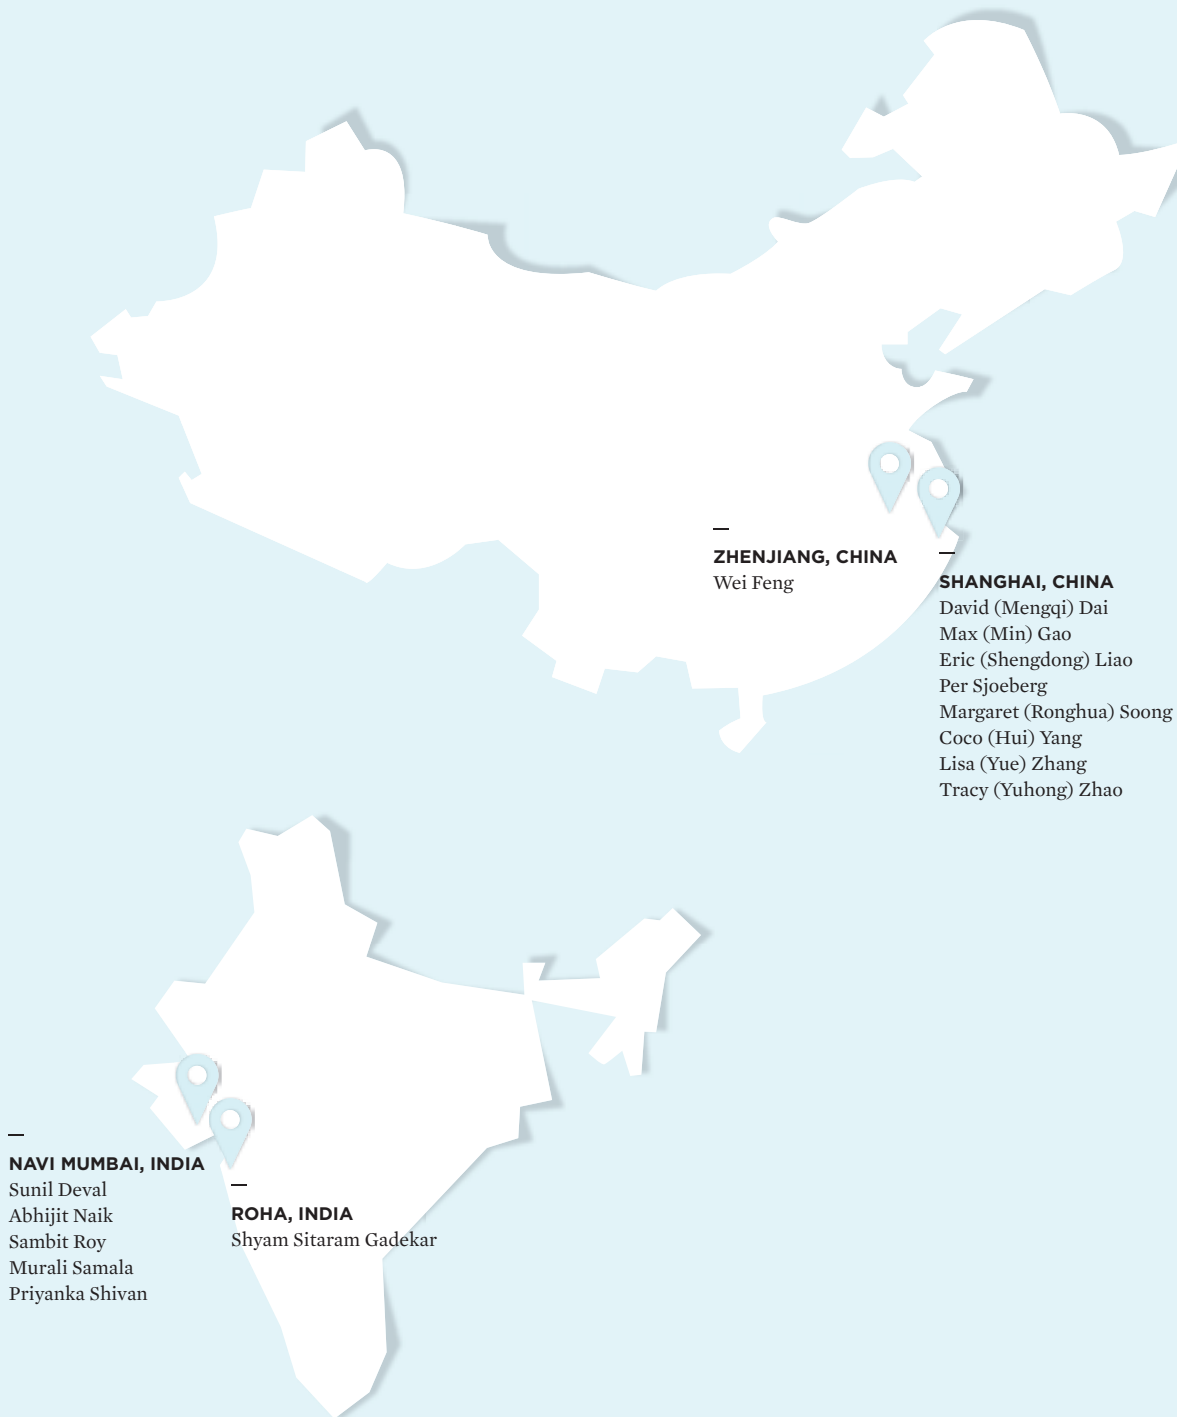 ZHENJIANG, CHINA
Wei Feng
SHANGHAI, CHINA
David (Mengqi) Dai
Max (Min) Gao
Eric (Shengdong) Liao
Per Sjoeberg
Margaret (Ronghua) Soong
Coco (Hui) Yang
Lisa (Yue) Zhang
Tracy (Yuhong) Zhao
NAVI MUMBAI, INDIA
Sunil Deval
Abhijit Naik
Sambit Roy
Murali Samala
Priyanka Shivan
ROHA, INDIA
Shyam Sitaram Gadekar